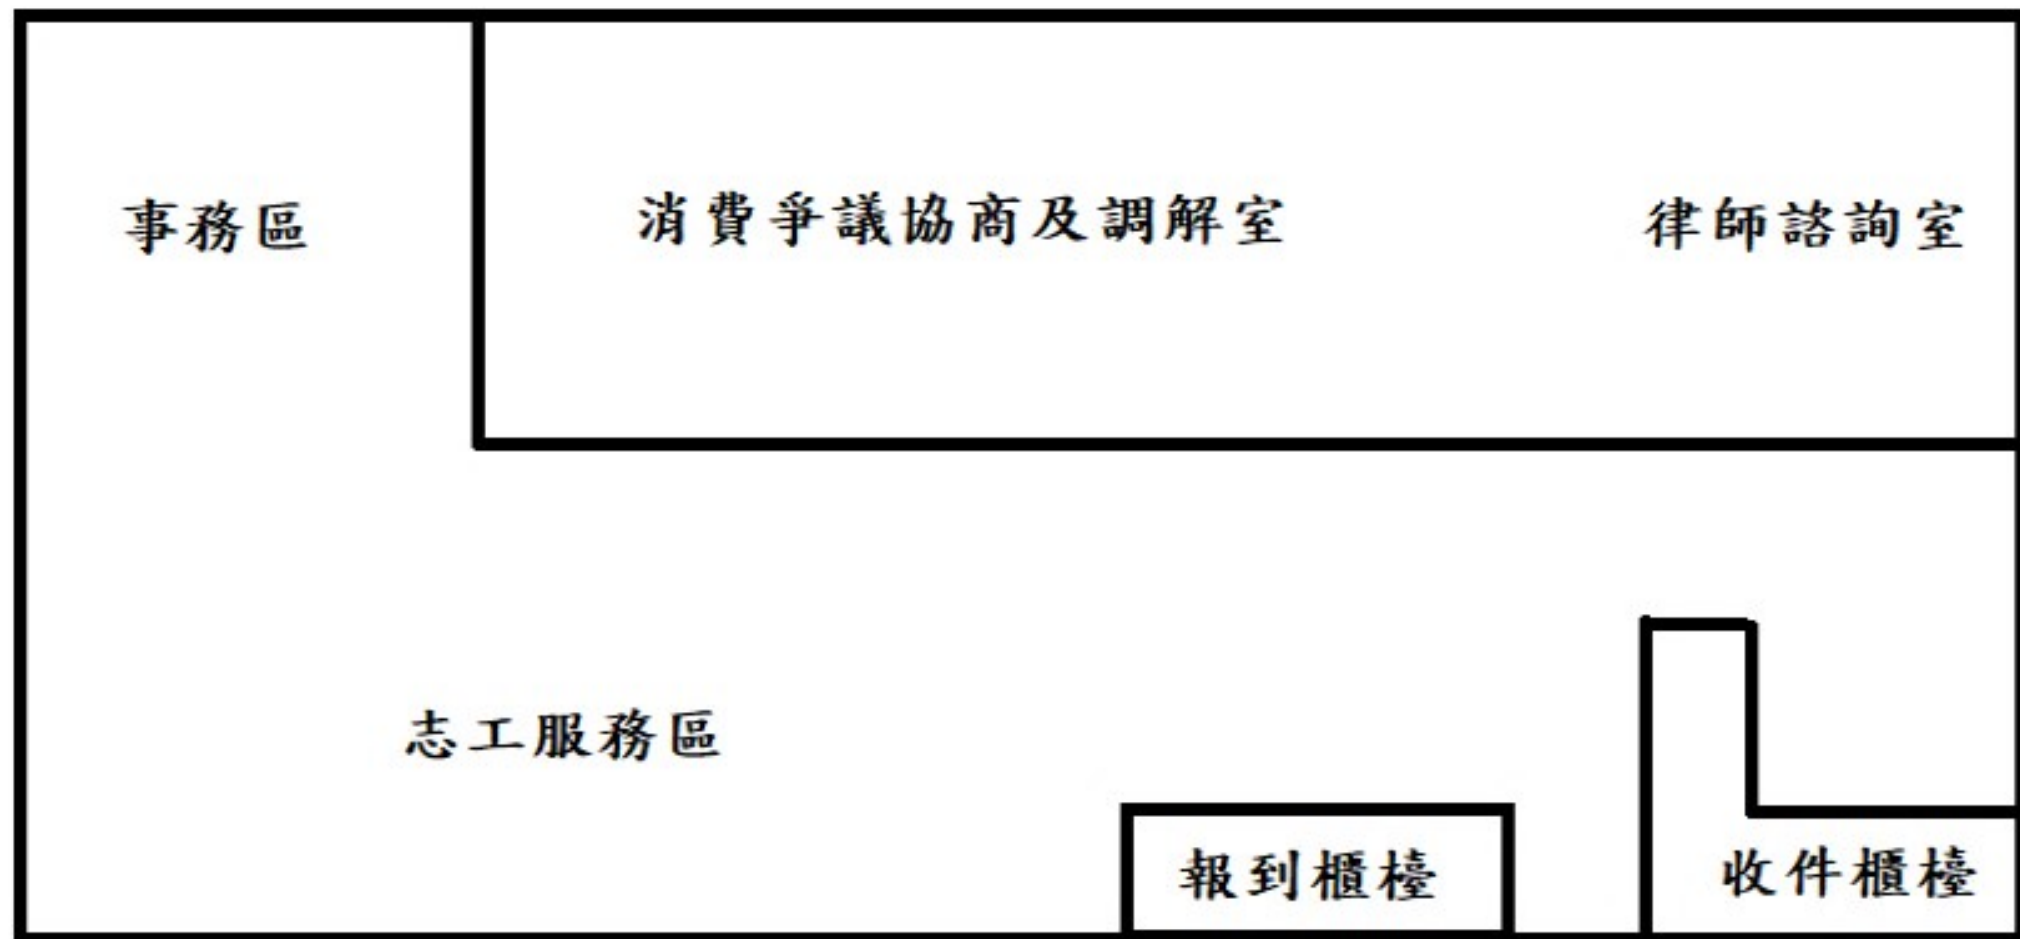 事務區
消費爭議協商及調解室
律師諮詢室
志工服務區
報到櫃檯
收件櫃檯